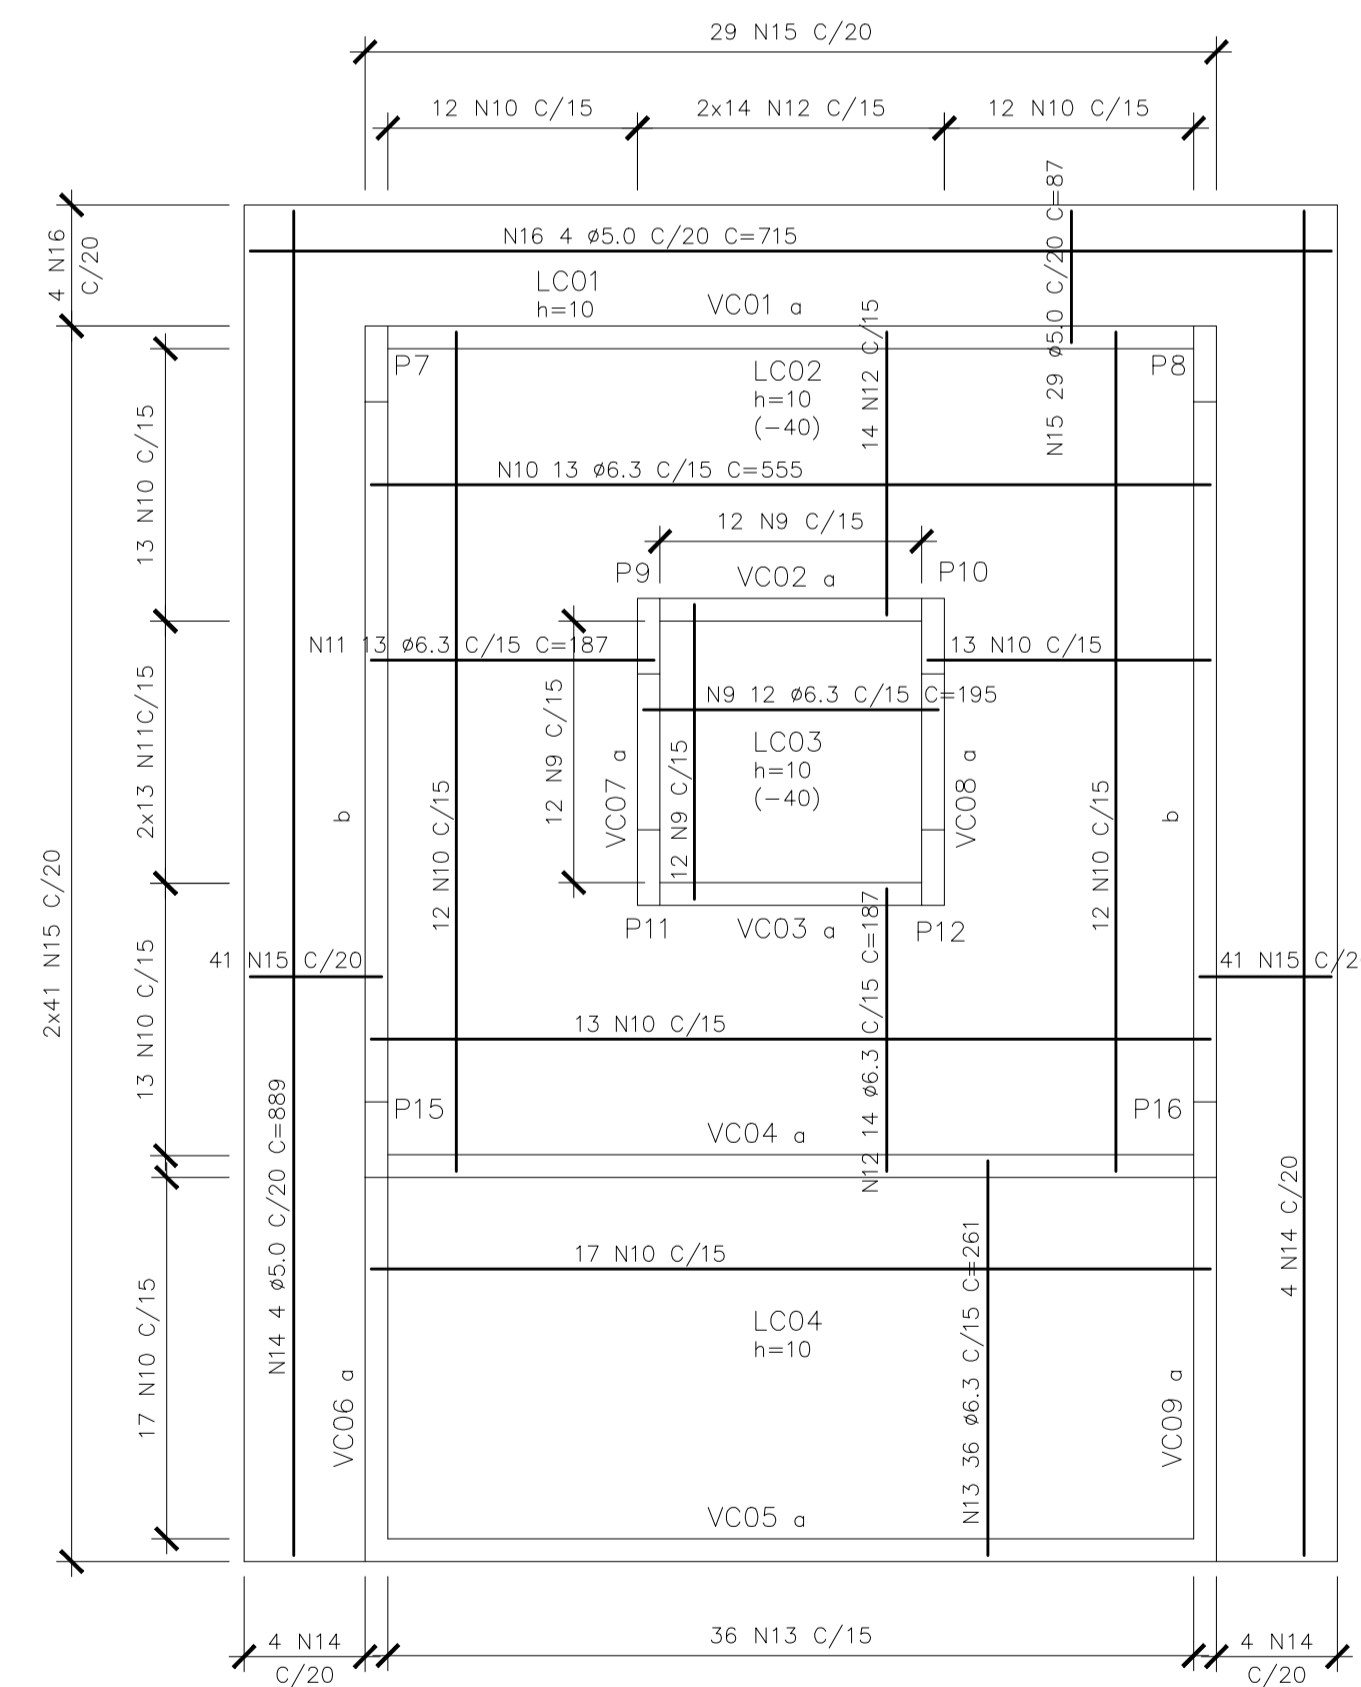 29 N15 C/20
12 N10 C/15
2x14 N12 C/15
12 N10 C/15
4 N16
C/20
N16 4 ø5.0 C/20 C=715
N15 29 ø5.0 C/20 C=87
LC01
h=10
VC01 a
14 N12 C/15
P7
P8
LC02
h=10
(-40)
13 N10 C/15
N10 13 ø6.3 C/15 C=555
12 N9 C/15
P9
VC02 a
P10
N11 13 ø6.3 C/15 C=187
13 N10 C/15
2x13 N11C/15
12 N9 C/15
N9 12 ø6.3 C/15 C=195
LC03
h=10
(-40)
VC07 a
12 N9 C/15
VC08 a
b
b
12 N10 C/15
12 N10 C/15
2x41 N15 C/20
P11
VC03 a
P12
41 N15 C/20
41 N15 C/2
13 N10 C/15
N12 14 ø6.3 C/15 C=187
13 N10 C/15
P15
P16
VC04 a
N14 4 ø5.0 C/20 C=889
4 N14 C/20
17 N10 C/15
17 N10 C/15
N13 36 ø6.3 C/15 C=261
LC04
h=10
VC06 a
VC09 a
VC05 a
4 N14
C/20
36 N13 C/15
4 N14
C/20